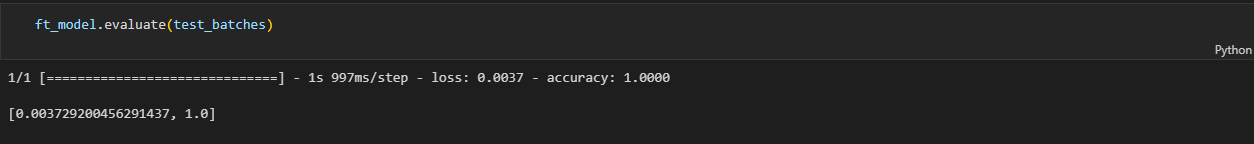 ft_model.evaluate(test_batches)
Python
1/1 [==============================] - 1s 997ms/step - loss: 0.0037 - accuracy: 1.0000
[0.003729200456291437, 1.0]